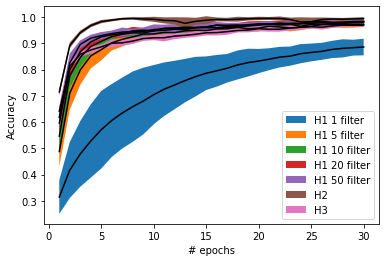 1.0
0.9
0.8
0.7
0.6
0.5
0.4
0.3
Accuracy
0
5
10
15
20
25
30
# epochs
H1 1 filter
H1 5 filter
H1 10 filter
H1 20 filter
H1 50 filter
H2
H3